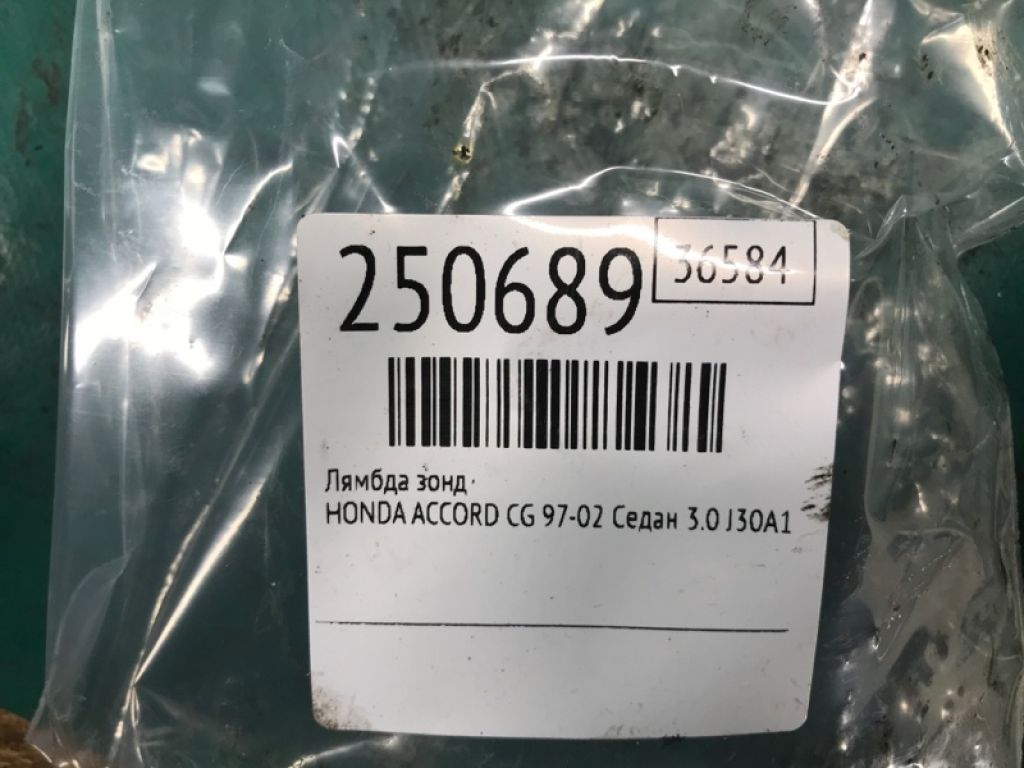 250689
36584
Лямбда зонд
HONDA ACCORD CG 97-02 Седан 3.0 J30A1